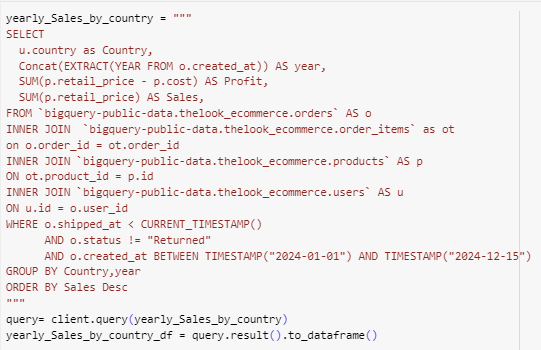 yearly_Sales_by_country = """
SELECT
  u.country as Country,
  Concat(EXTRACT(YEAR FROM o.created_at)) AS year,
  SUM(p.retail_price - p.cost) AS Profit,
  SUM(p.retail_price) AS Sales,
FROM `bigquery-public-data.thelook_ecommerce.orders` AS o
INNER JOIN  `bigquery-public-data.thelook_ecommerce.order_items` as ot
on o.order_id = ot.order_id
INNER JOIN `bigquery-public-data.thelook_ecommerce.products` AS p
ON ot.product_id = p.id
INNER JOIN `bigquery-public-data.thelook_ecommerce.users` AS u
ON u.id = o.user_id
WHERE o.shipped_at < CURRENT_TIMESTAMP()
      AND o.status != "Returned"
      AND o.created_at BETWEEN TIMESTAMP("2024-01-01") AND TIMESTAMP("2024-12-15")
GROUP BY Country,year
ORDER BY Sales Desc
"""
query= client.query(yearly_Sales_by_country)
yearly_Sales_by_country_df = query.result().to_dataframe()